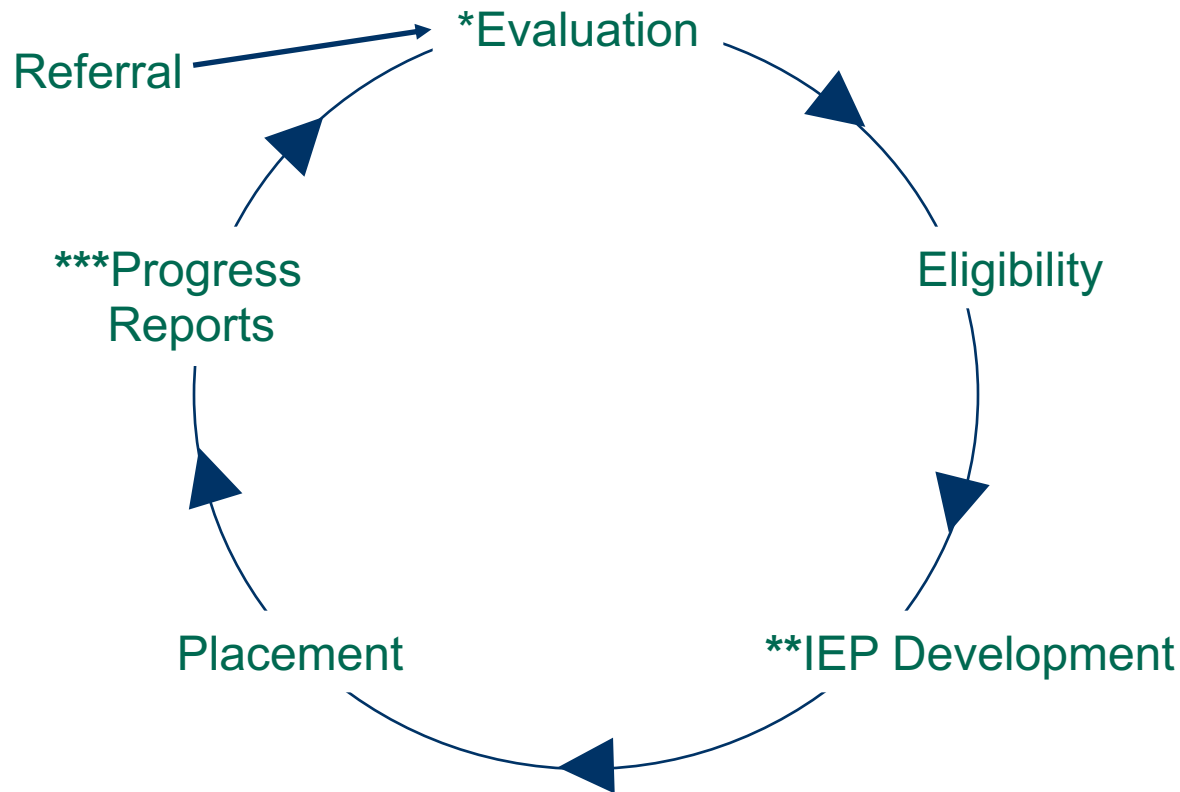 Referral
*Evaluation
Eligibility
**IEP Development
Placement
***Progress
Reports